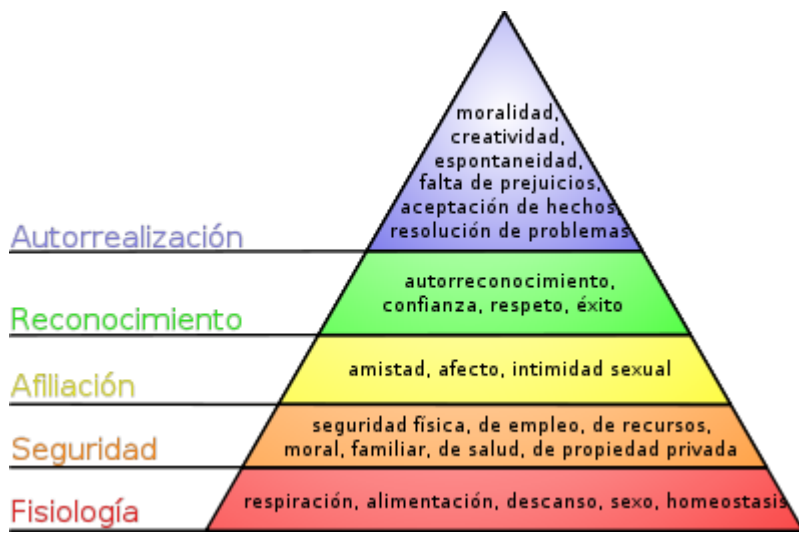 moralidad,
creatividad,
espontaneidad,
falta de prejuicios,
aceptación de hechos,
resolución de problemas
Autorrealización
autorreconocimiento,
confianza, respeto, éxito
Reconocimiento
amistad, afecto, intimidad sexual
Afiliación
seguridad física, de empleo, de recursos,
moral, familiar, de salud, de propiedad privada
Seguridad
respiración, alimentación, descanso, sexo, homeostasis
Fisiología